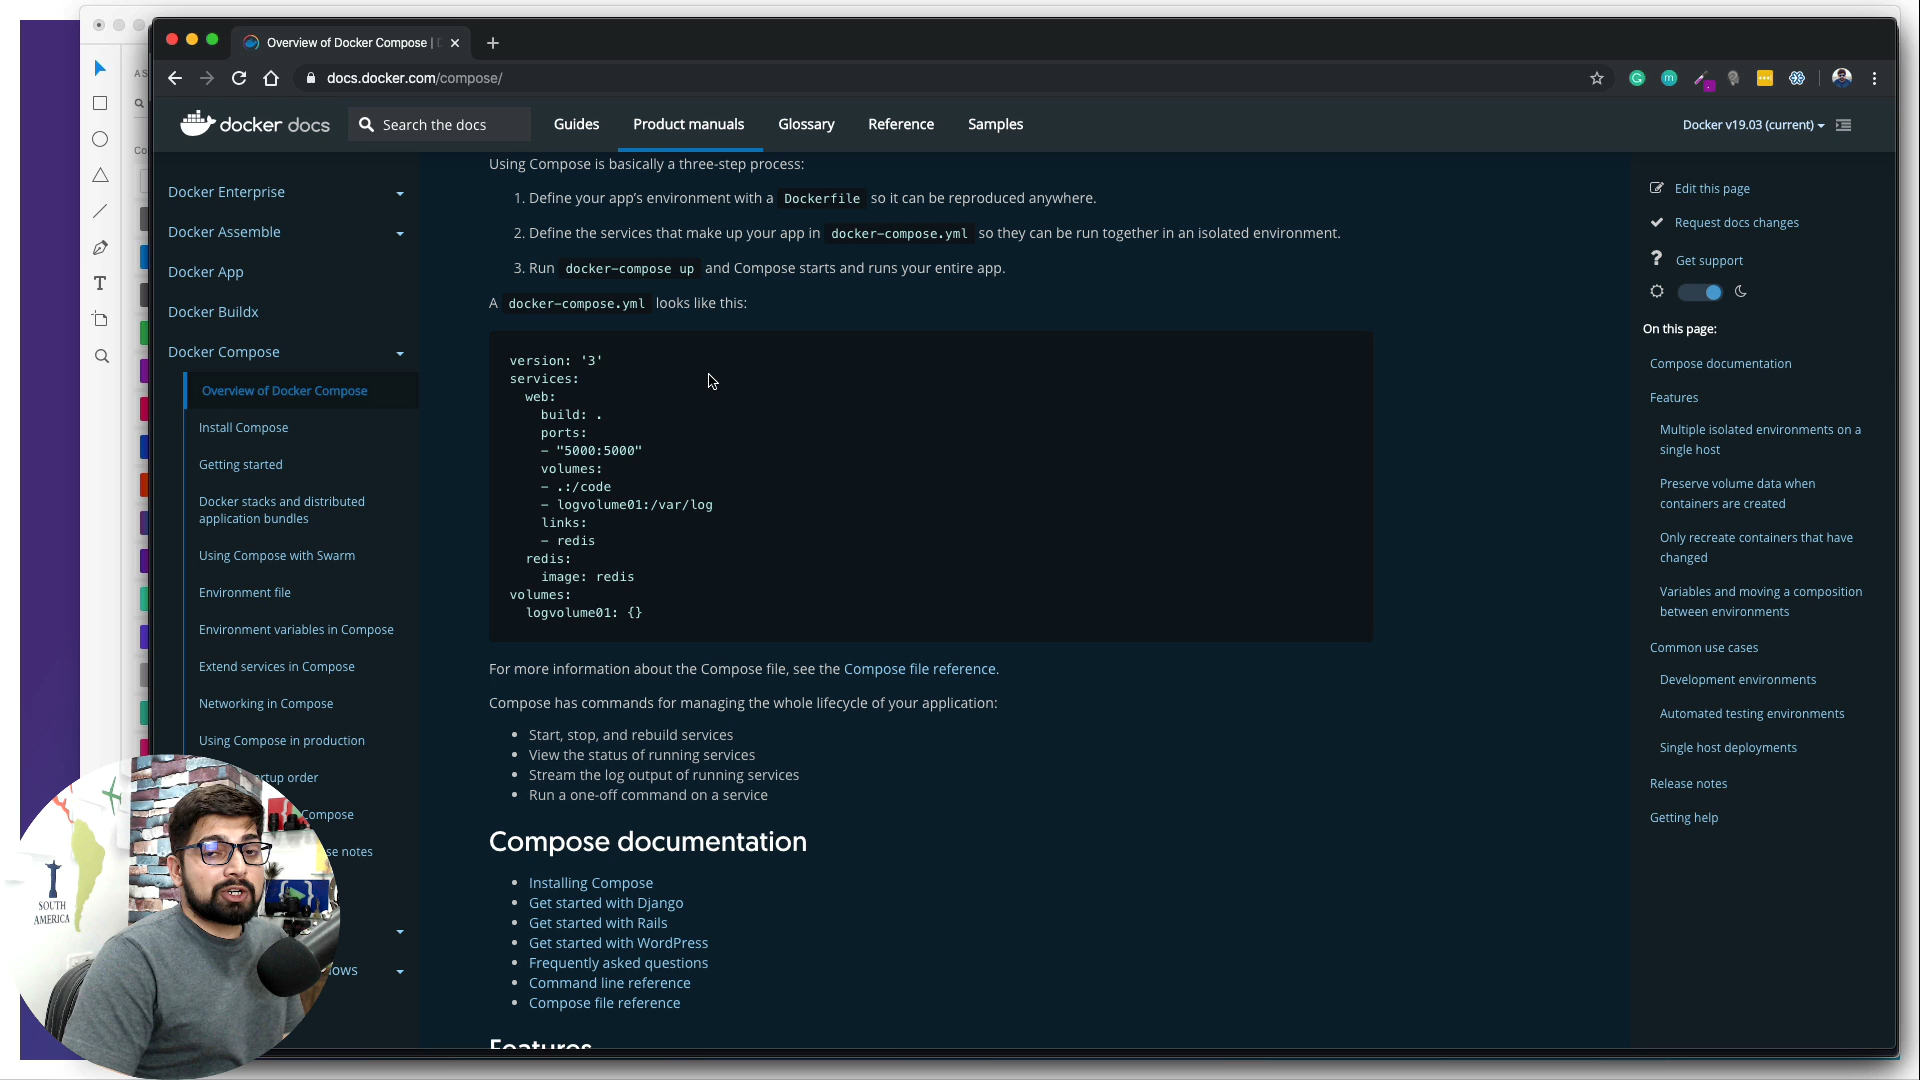 Overview of Docker Compose |
docs.docker.com/compose/
docker docs
Search the docs
Guides
Product manuals
Glossary
Reference
Samples
Docker v19.03 (current)
AS
Co
Docker Enterprise
Docker Assemble
Docker App
Docker Buildx
Docker Compose
Overview of Docker Compose
Install Compose
Getting started
Docker stacks and distributed
application bundles
Using Compose with Swarm
Environment file
Environment variables in Compose
Extend services in Compose
Networking in Compose
Using Compose in production
rtup order
Compose
se notes
lows
SOUTH
AMERICA
Using Compose is basically a three-step process:
1. Define your app's environment with a Dockerfile so it can be reproduced anywhere.
2. Define the services that make up your app in docker-compose.yml so they can be run together in an isolated environment.
3. Run docker-compose up and Compose starts and runs your entire app.
A docker-compose.yml looks like this:
version: '3'
services:
  web:
    build: .
    ports:
    - "5000:5000"
    volumes:
    - .:/code
    - logvolume01:/var/log
    links:
    - redis
  redis:
    image: redis
volumes:
  logvolume01: {}
For more information about the Compose file, see the Compose file reference.
Compose has commands for managing the whole lifecycle of your application:
• Start, stop, and rebuild services
• View the status of running services
• Stream the log output of running services
• Run a one-off command on a service
Compose documentation
• Installing Compose
• Get started with Django
• Get started with Rails
• Get started with WordPress
• Frequently asked questions
• Command line reference
• Compose file reference
Features
Edit this page
Request docs changes
Get support
On this page:
Compose documentation
Features
Multiple isolated environments on a
single host
Preserve volume data when
containers are created
Only recreate containers that have
changed
Variables and moving a composition
between environments
Common use cases
Development environments
Automated testing environments
Single host deployments
Release notes
Getting help